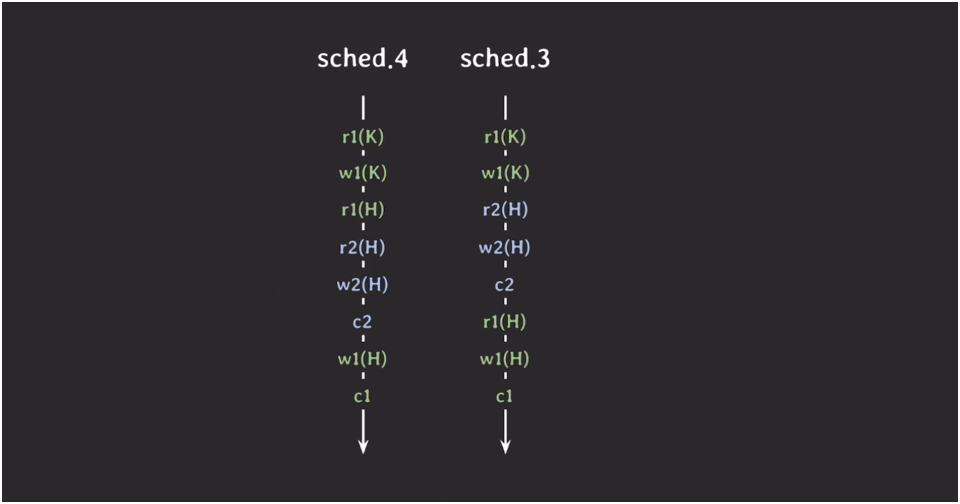 sched.4 sched.3
r1(K) r1(K)
w1(K) w1(K)
r1(H) r2(H)
r2(H) w2(H)
w2(H) c2
c2 r1(H)
w1(H) w1(H)
c1 c1